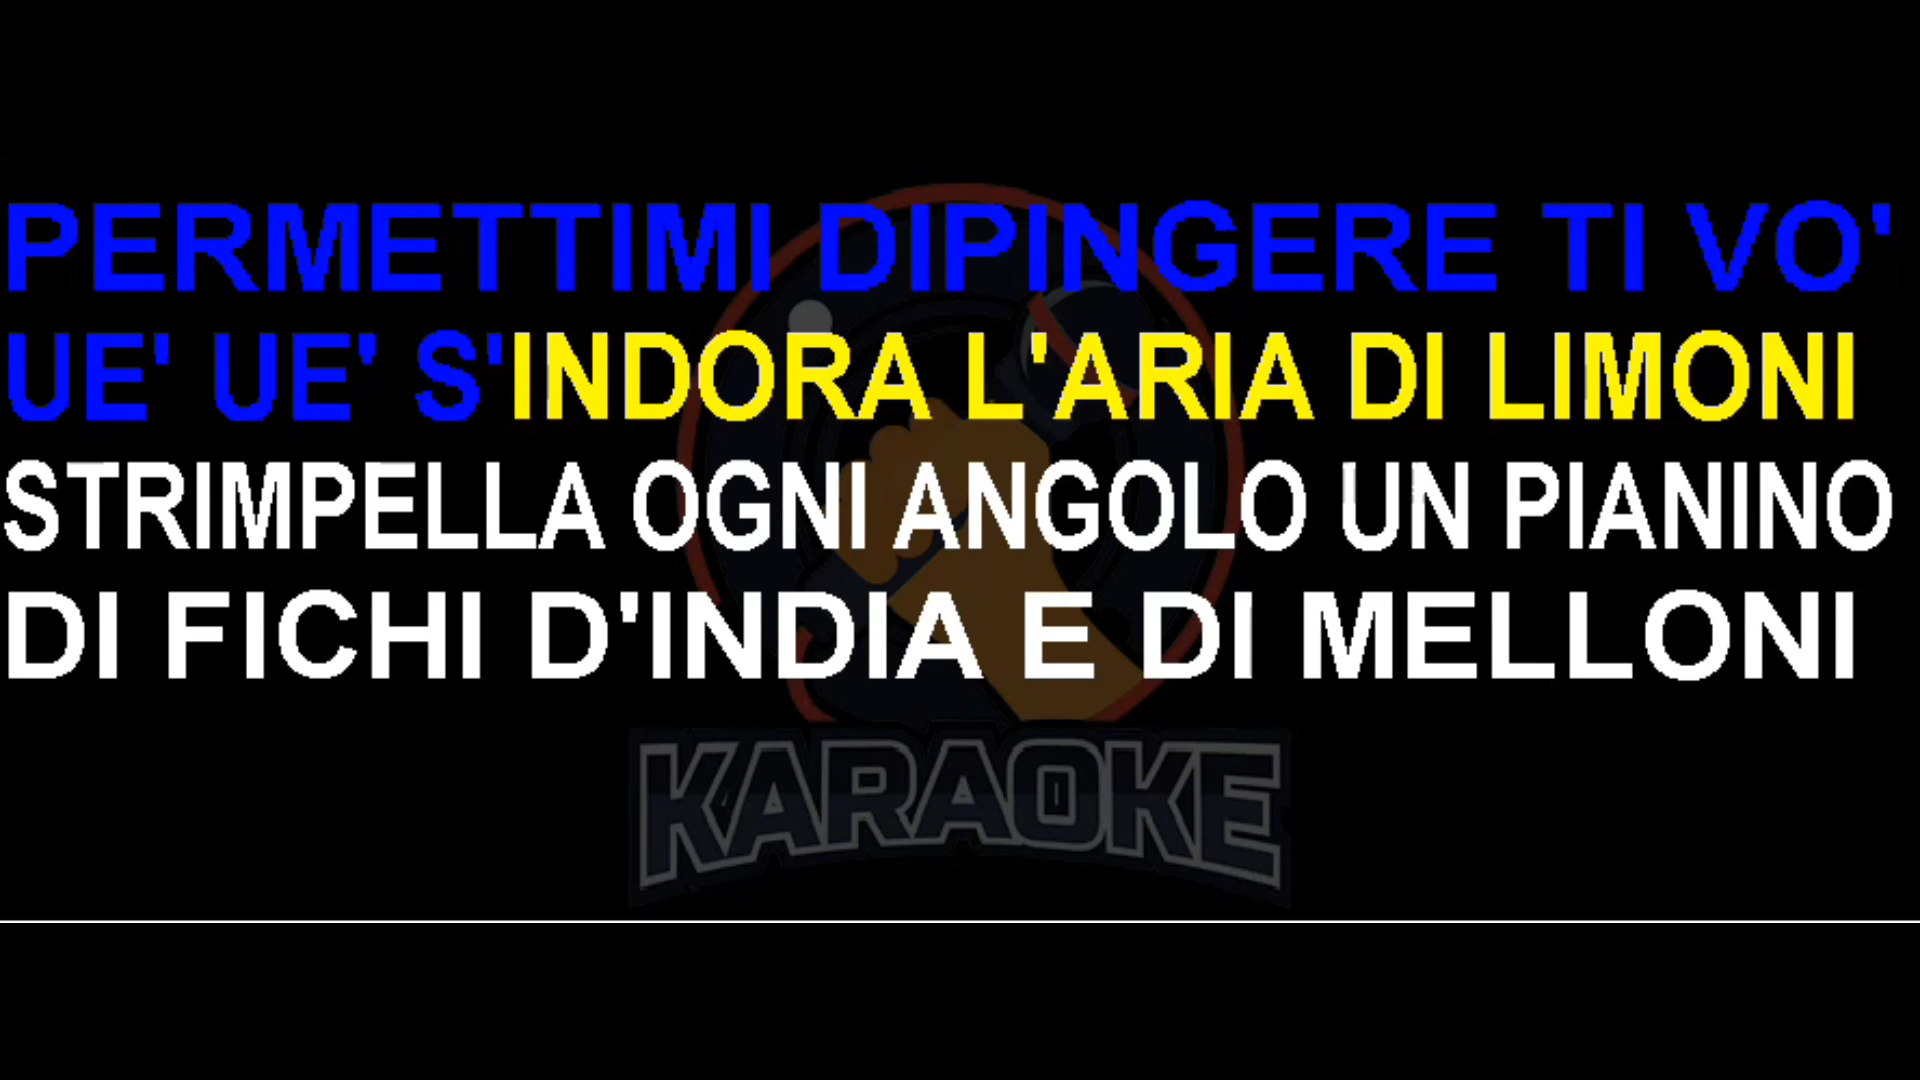 PERMETTIMI DIPINGERE TI VO'
UE' UE' S'INDORA L'ARIA DI LIMONI
STRIMPELLA OGNI ANGOLO UN PIANINO
DI FICHI D'INDIA E DI MELLONI
KARAOKE